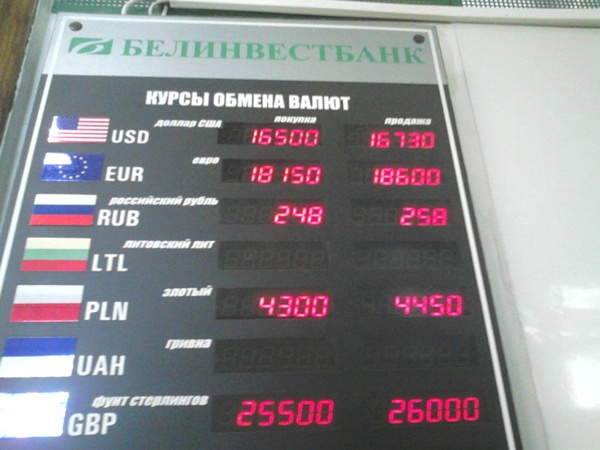 БЕЛИНВЕСТБАНК
КУРСЫ ОБМЕНА ВАЛЮТ
покупка продажа
USD доллар США 16500 16730
EUR евро 18150 18600
RUB российский рубль 248 258
LTL литовский лит
PLN злотый 4300 4450
UAH гривна
GBP фунт стерлингов 25500 26000